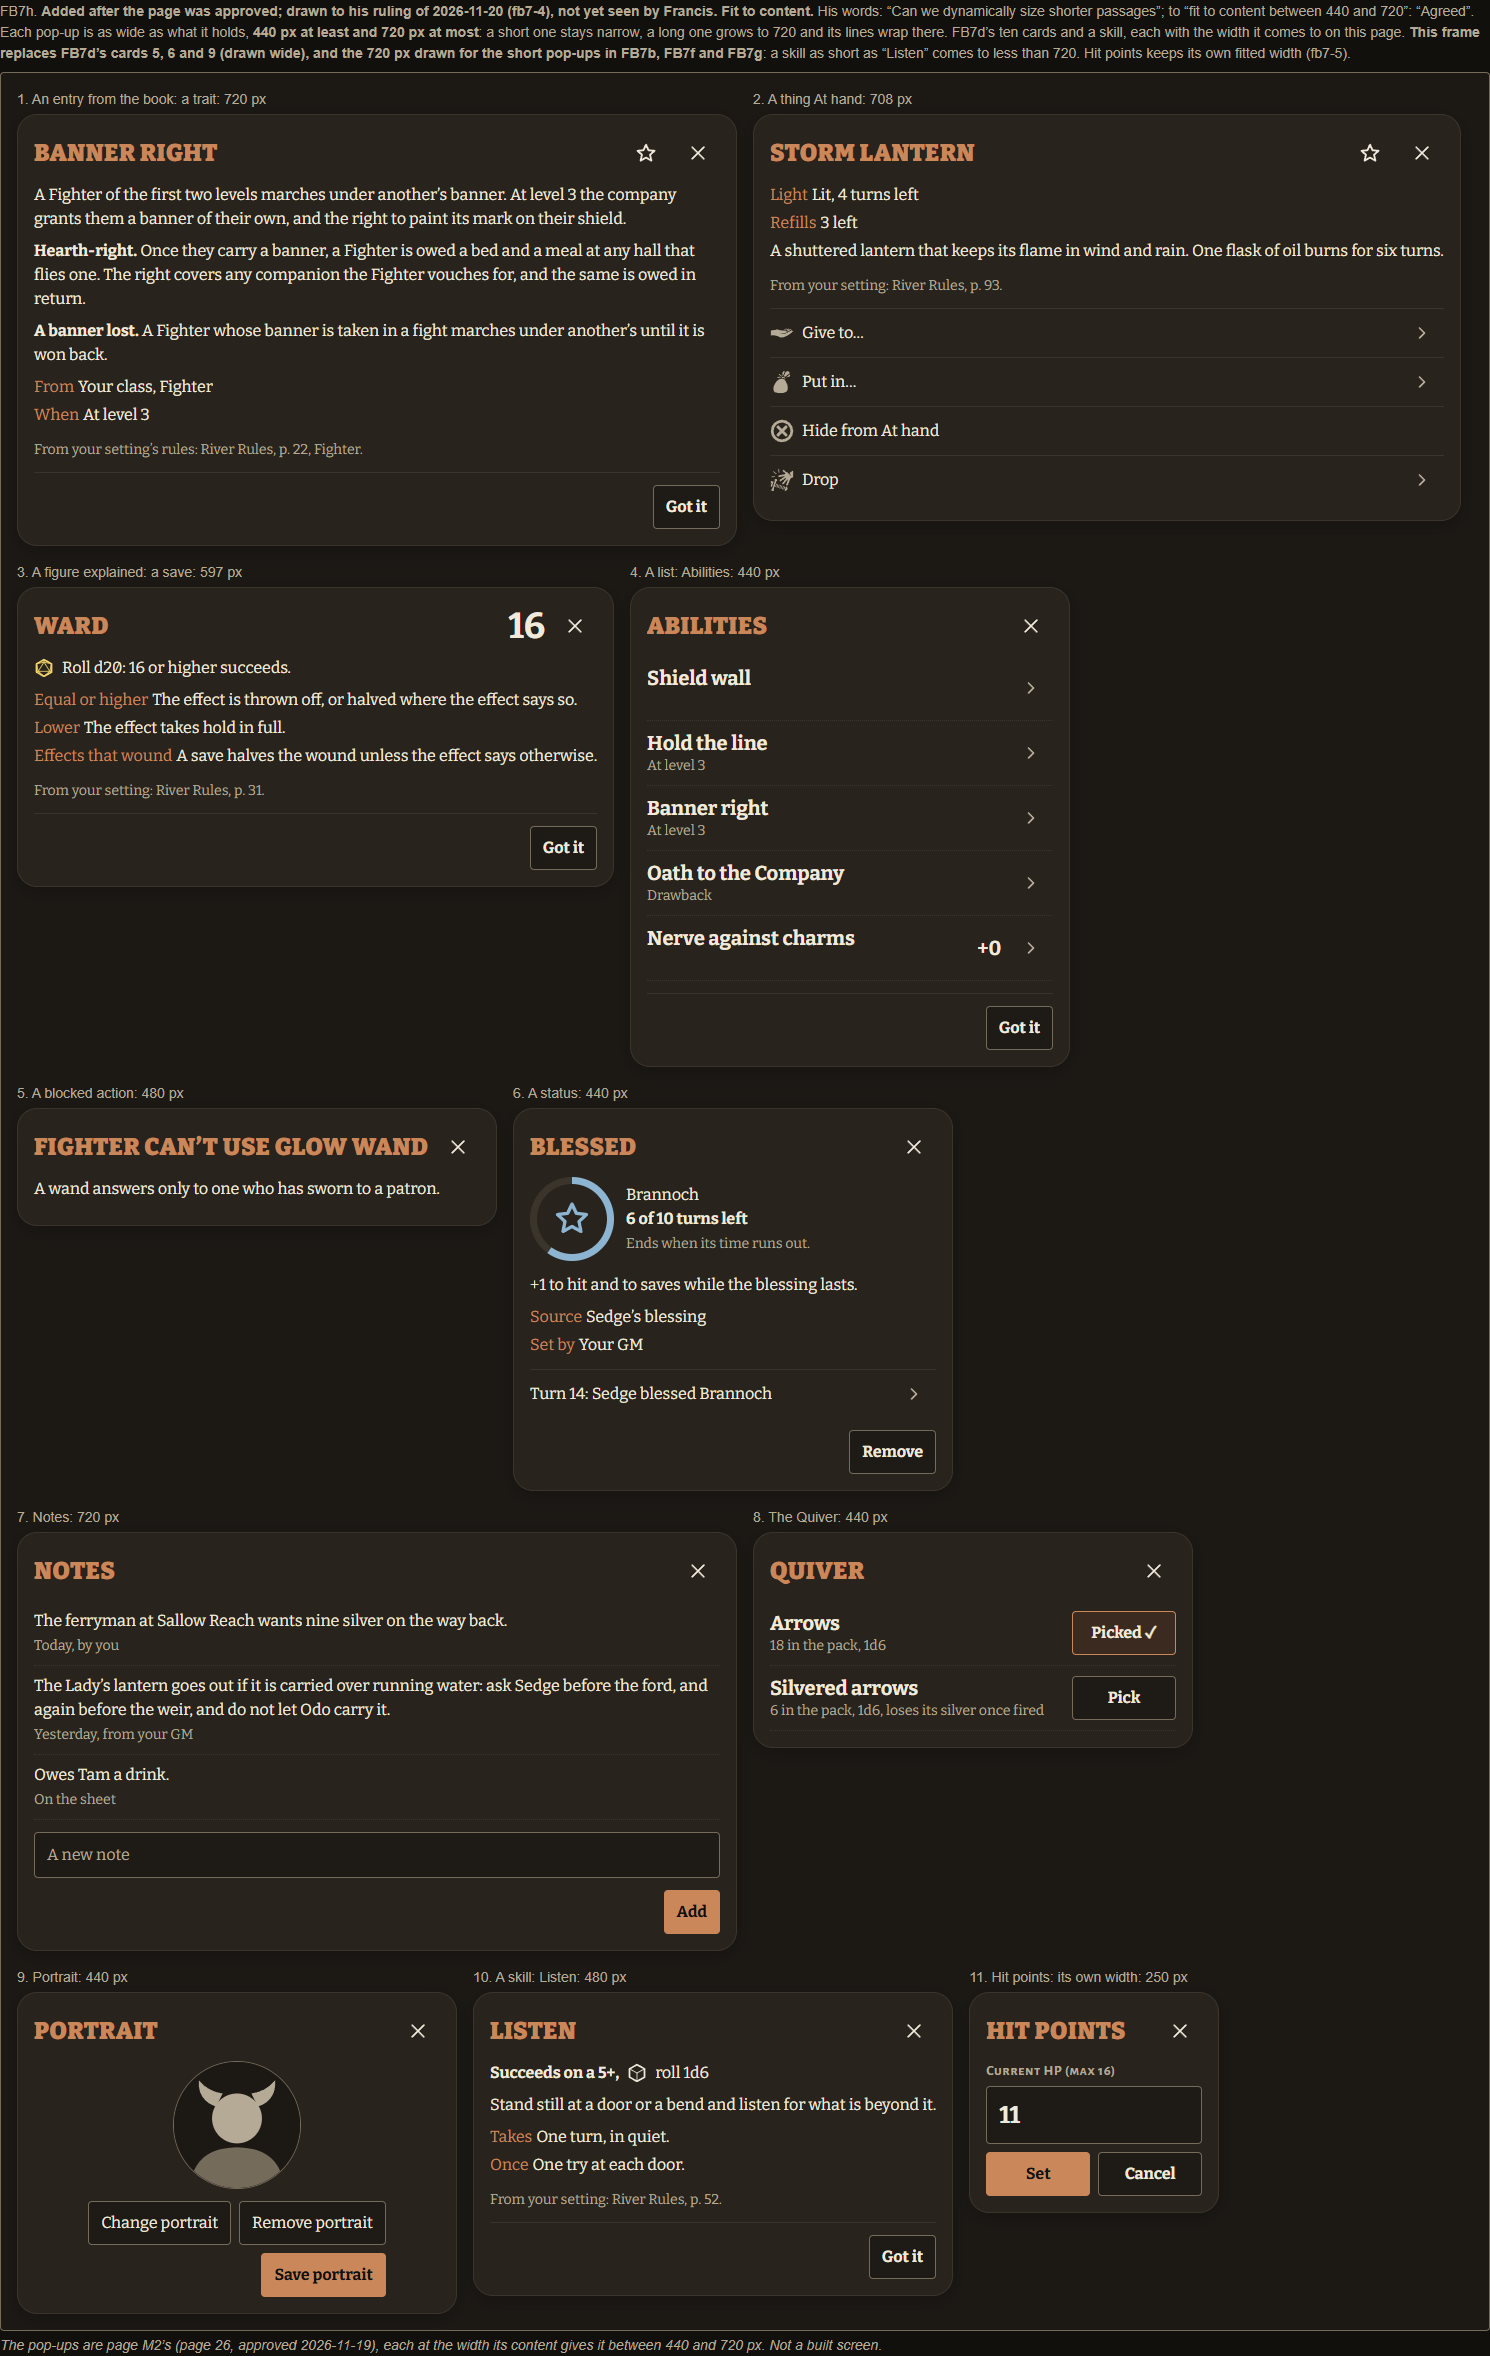 FB7h. Added after the page was approved; drawn to his ruling of 2026-11-20 (fb7-4), not yet seen by Francis. Fit to content. His words: “Can we dynamically size shorter passages”; to “fit to content between 440 and 720”: “Agreed”.
Each pop-up is as wide as what it holds, 440 px at least and 720 px at most: a short one stays narrow, a long one grows to 720 and its lines wrap there. FB7d’s ten cards and a skill, each with the width it comes to on this page. This frame
replaces FB7d’s cards 5, 6 and 9 (drawn wide), and the 720 px drawn for the short pop-ups in FB7b, FB7f and FB7g: a skill as short as “Listen” comes to less than 720. Hit points keeps its own fitted width (fb7-5).
1. An entry from the book: a trait: 720 px
BANNER RIGHT
A Fighter of the first two levels marches under another’s banner. At level 3 the company
grants them a banner of their own, and the right to paint its mark on their shield.
Hearth-right. Once they carry a banner, a Fighter is owed a bed and a meal at any hall that
flies one. The right covers any companion the Fighter vouches for, and the same is owed in
return.
A banner lost. A Fighter whose banner is taken in a fight marches under another’s until it is
won back.
From Your class, Fighter
When At level 3
From your setting’s rules: River Rules, p. 22, Fighter.
Got it
2. A thing At hand: 708 px
STORM LANTERN
Light Lit, 4 turns left
Refills 3 left
A shuttered lantern that keeps its flame in wind and rain. One flask of oil burns for six turns.
From your setting: River Rules, p. 93.
Give to…
Put in…
Hide from At hand
Drop
3. A figure explained: a save: 597 px
WARD
16
Roll d20: 16 or higher succeeds.
Equal or higher The effect is thrown off, or halved where the effect says so.
Lower The effect takes hold in full.
Effects that wound A save halves the wound unless the effect says otherwise.
From your setting: River Rules, p. 31.
Got it
4. A list: Abilities: 440 px
ABILITIES
Shield wall
Hold the line
At level 3
Banner right
At level 3
Oath to the Company
Drawback
Nerve against charms
+0
Got it
5. A blocked action: 480 px
FIGHTER CAN’T USE GLOW WAND
A wand answers only to one who has sworn to a patron.
6. A status: 440 px
BLESSED
Brannoch
6 of 10 turns left
Ends when its time runs out.
+1 to hit and to saves while the blessing lasts.
Source Sedge’s blessing
Set by Your GM
Turn 14: Sedge blessed Brannoch
Remove
7. Notes: 720 px
NOTES
The ferryman at Sallow Reach wants nine silver on the way back.
Today, by you
The Lady’s lantern goes out if it is carried over running water: ask Sedge before the ford, and
again before the weir, and do not let Odo carry it.
Yesterday, from your GM
Owes Tam a drink.
On the sheet
A new note
Add
8. The Quiver: 440 px
QUIVER
Arrows
18 in the pack, 1d6
Picked ✓
Silvered arrows
6 in the pack, 1d6, loses its silver once fired
Pick
9. Portrait: 440 px
PORTRAIT
Change portrait
Remove portrait
Save portrait
10. A skill: Listen: 480 px
LISTEN
Succeeds on a 5+, roll 1d6
Stand still at a door or a bend and listen for what is beyond it.
Takes One turn, in quiet.
Once One try at each door.
From your setting: River Rules, p. 52.
Got it
11. Hit points: its own width: 250 px
HIT POINTS
CURRENT HP (MAX 16)
11
Set
Cancel
The pop-ups are page M2’s (page 26, approved 2026-11-19), each at the width its content gives it between 440 and 720 px. Not a built screen.